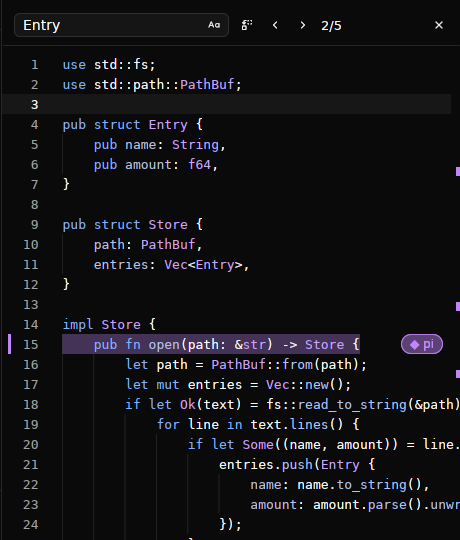 Entry Aa 2/5
1 use std::fs;
2 use std::path::PathBuf;
3
4 pub struct Entry {
5     pub name: String,
6     pub amount: f64,
7 }
8
9 pub struct Store {
10     path: PathBuf,
11     entries: Vec<Entry>,
12 }
13
14 impl Store {
15     pub fn open(path: &str) -> Store { pi
16         let path = PathBuf::from(path);
17         let mut entries = Vec::new();
18         if let Ok(text) = fs::read_to_string(&path)
19             for line in text.lines() {
20                 if let Some((name, amount)) = line.
21                     entries.push(Entry {
22                         name: name.to_string(),
23                         amount: amount.parse().unwr
24                     });